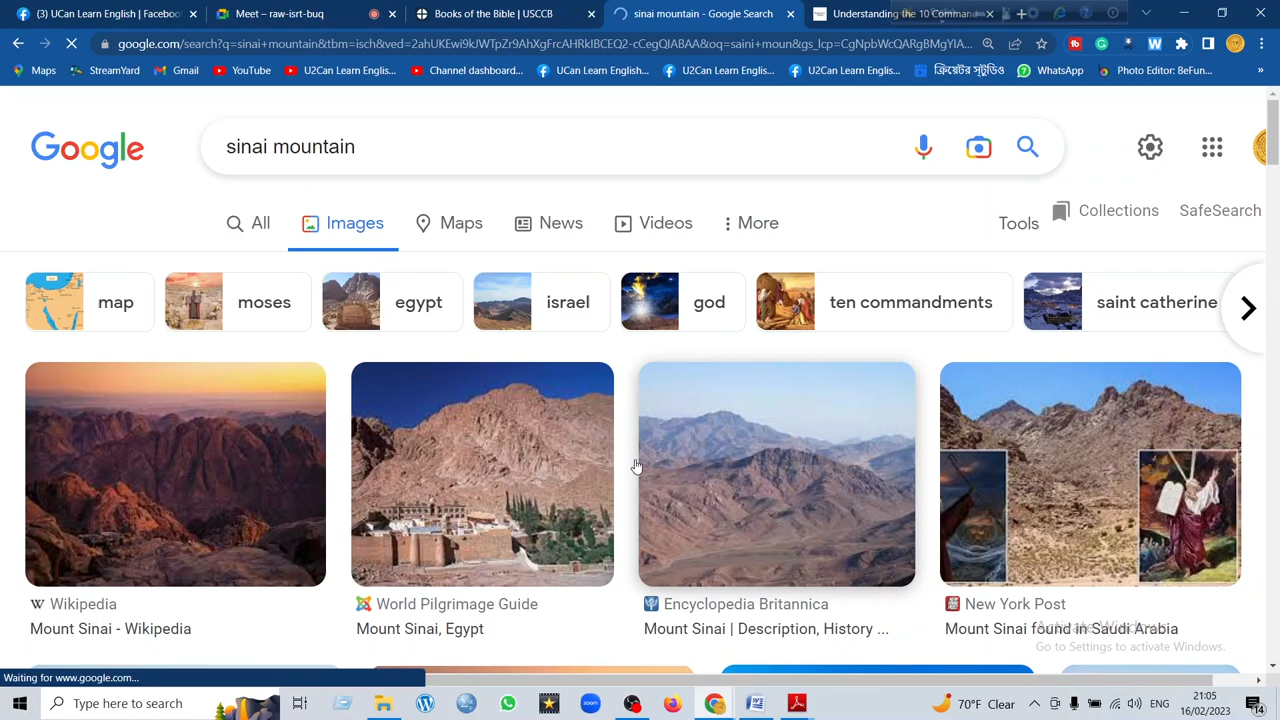 (3) UCan Learn English | Facebo
Meet – raw-isrt-buq
Books of the Bible | USCCB
sinai mountain - Google Search
Understanding the 10 Comman
google.com/search?q=sinai+mountain&tbm=isch&ved=2ahUKEwi9kJWTpZr9AhXgFrcAHRkIBCEQ2-cCegQIABAA&oq=saini+moun&gs_lcp=CgNpbWcQARgBMgYIA...
Maps
StreamYard
Gmail
YouTube
U2Can Learn Englis...
Channel dashboard...
UCan Learn English...
U2Can Learn Englis...
U2Can Learn Englis...
ক্রিয়েটর স্টুডিও
WhatsApp
Photo Editor: BeFun...
Google
sinai mountain
All
Images
Maps
News
Videos
More
Tools
Collections
SafeSearch
map
moses
egypt
israel
god
ten commandments
saint catherine
Wikipedia
World Pilgrimage Guide
Encyclopedia Britannica
New York Post
Mount Sinai - Wikipedia
Mount Sinai, Egypt
Mount Sinai | Description, History ...
Mount Sinai found in Saudi Arabia
Activate Windows
Go to Settings to activate Windows.
Waiting for www.google.com...
Type here to search
70°F Clear
ENG
21:05
16/02/2023
14